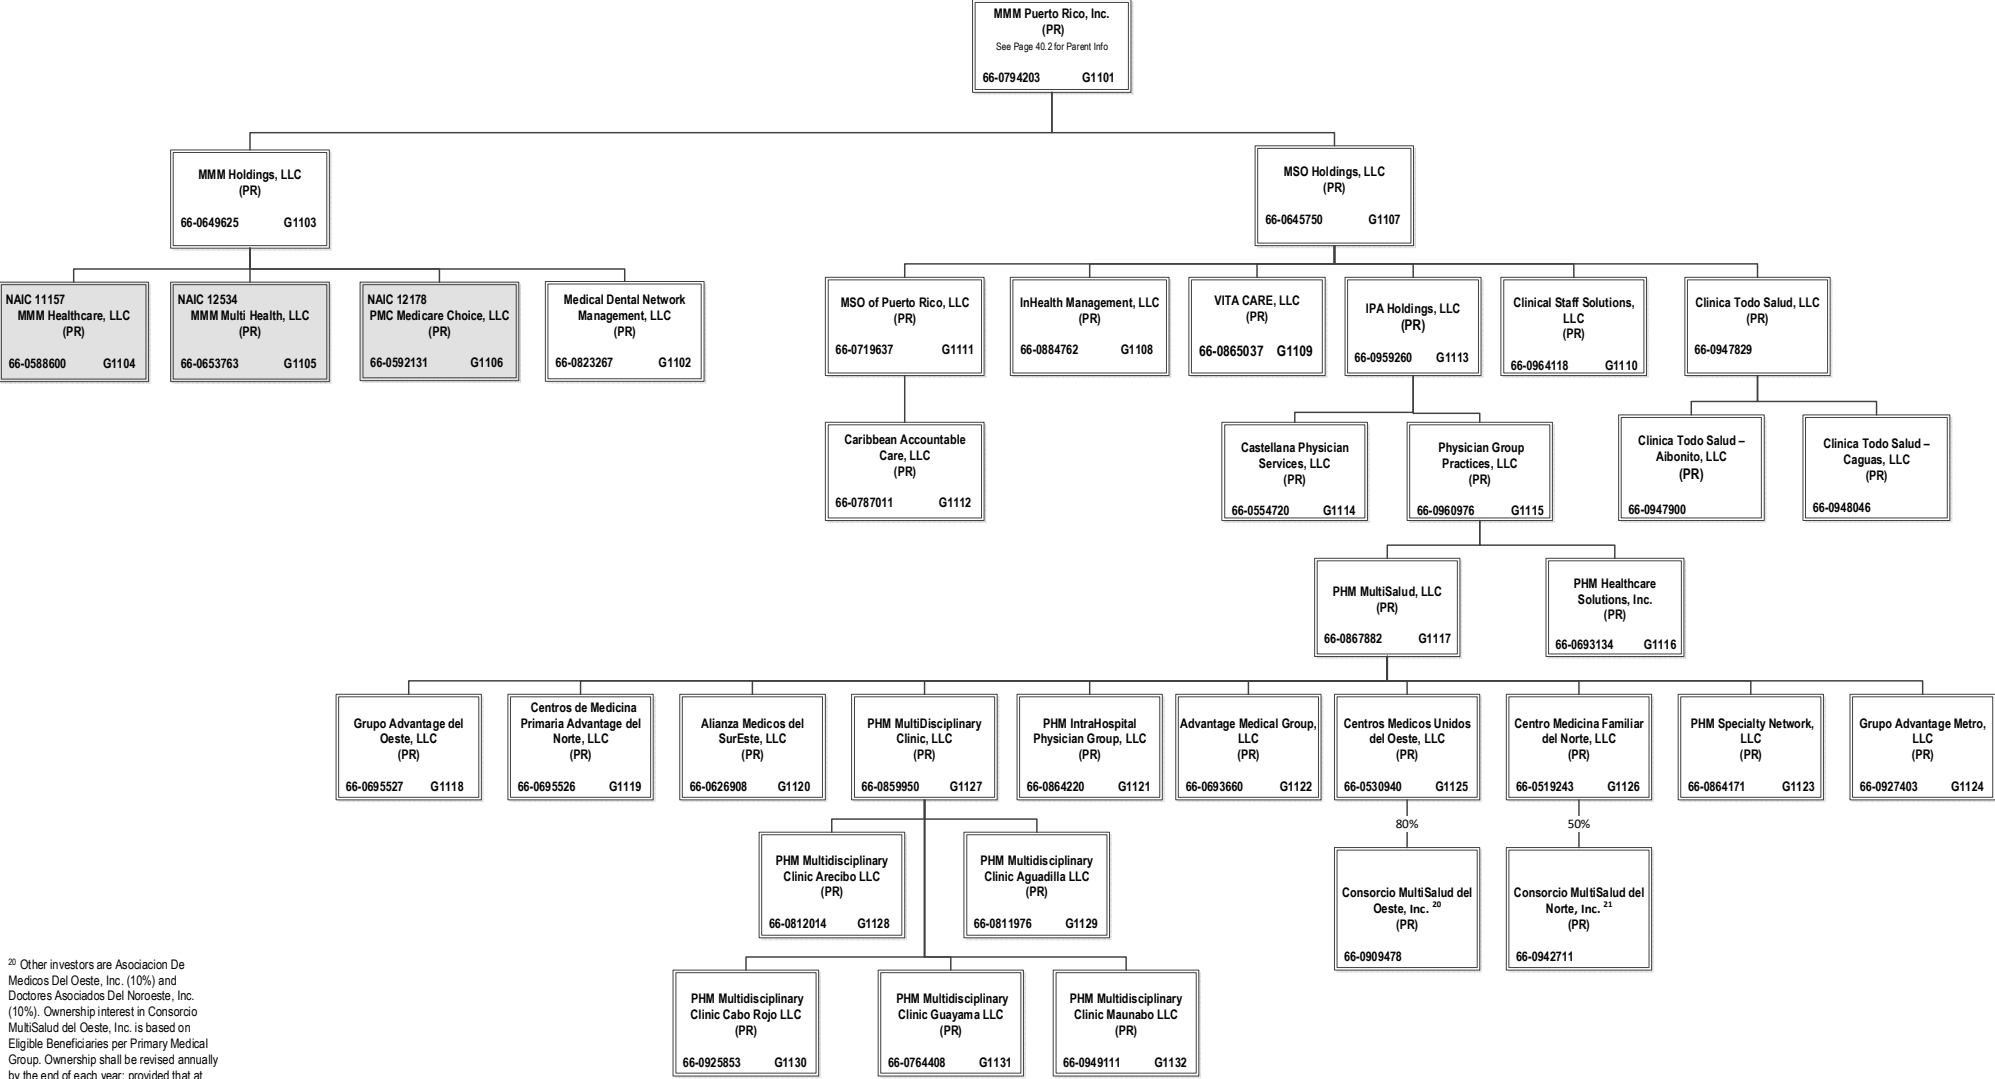 MMM Puerto Rico, Inc.
(PR)
See Page 40.2 for Parent Info
66-0794203 G1101
MMM Holdings, LLC
(PR)
66-0649625 G1103
MSO Holdings, LLC
(PR)
66-0645750 G1107
NAIC 11157
MMM Healthcare, LLC
(PR)
66-0588600 G1104
NAIC 12534
MMM Multi Health, LLC
(PR)
66-0653763 G1105
NAIC 12178
PMC Medicare Choice, LLC
(PR)
66-0592131 G1106
Medical Dental Network
Management, LLC
(PR)
66-0823267 G1102
MSO of Puerto Rico, LLC
(PR)
66-0719637 G1111
InHealth Management, LLC
(PR)
66-0884762 G1108
VITA CARE, LLC
(PR)
66-0865037 G1109
IPA Holdings, LLC
(PR)
66-0959260 G1113
Clinical Staff Solutions,
LLC
(PR)
66-0964118 G1110
Clinica Todo Salud, LLC
(PR)
66-0947829
Caribbean Accountable
Care, LLC
(PR)
66-0787011 G1112
Castellana Physician
Services, LLC
(PR)
66-0554720 G1114
Physician Group
Practices, LLC
(PR)
66-0960976 G1115
Clinica Todo Salud –
Aibonito, LLC
(PR)
66-0947900
Clinica Todo Salud –
Caguas, LLC
(PR)
66-0948046
PHM MultiSalud, LLC
(PR)
66-0867882 G1117
PHM Healthcare
Solutions, Inc.
(PR)
66-0693134 G1116
Grupo Advantage del
Oeste, LLC
(PR)
66-0695527 G1118
Centros de Medicina
Primaria Advantage del
Norte, LLC
(PR)
66-0695526 G1119
Alianza Medicos del
SurEste, LLC
(PR)
66-0626908 G1120
PHM MultiDisciplinary
Clinic, LLC
(PR)
66-0859950 G1127
PHM IntraHospital
Physician Group, LLC
(PR)
66-0864220 G1121
Advantage Medical Group,
LLC
(PR)
66-0693660 G1122
Centros Medicos Unidos
del Oeste, LLC
(PR)
66-0530940 G1125
Centro Medicina Familiar
del Norte, LLC
(PR)
66-0519243 G1126
PHM Specialty Network,
LLC
(PR)
66-0864171 G1123
Grupo Advantage Metro,
LLC
(PR)
66-0927403 G1124
80%
50%
PHM Multidisciplinary
Clinic Arecibo LLC
(PR)
66-0812014 G1128
PHM Multidisciplinary
Clinic Aguadilla LLC
(PR)
66-0811976 G1129
Consorcio MultiSalud del
Oeste, Inc. 20
(PR)
66-0909478
Consorcio MultiSalud del
Norte, Inc. 21
(PR)
66-0942711
PHM Multidisciplinary
Clinic Cabo Rojo LLC
(PR)
66-0925853 G1130
PHM Multidisciplinary
Clinic Guayama LLC
(PR)
66-0764408 G1131
PHM Multidisciplinary
Clinic Maunabo LLC
(PR)
66-0949111 G1132
20 Other investors are Asociacion De
Medicos Del Oeste, Inc. (10%) and
Doctores Asociados Del Noroeste, Inc.
(10%). Ownership interest in Consorcio
MultiSalud del Oeste, Inc. is based on
Eligible Beneficiaries per Primary Medical
Group. Ownership shall be revised annually
by the end of each year; provided that at